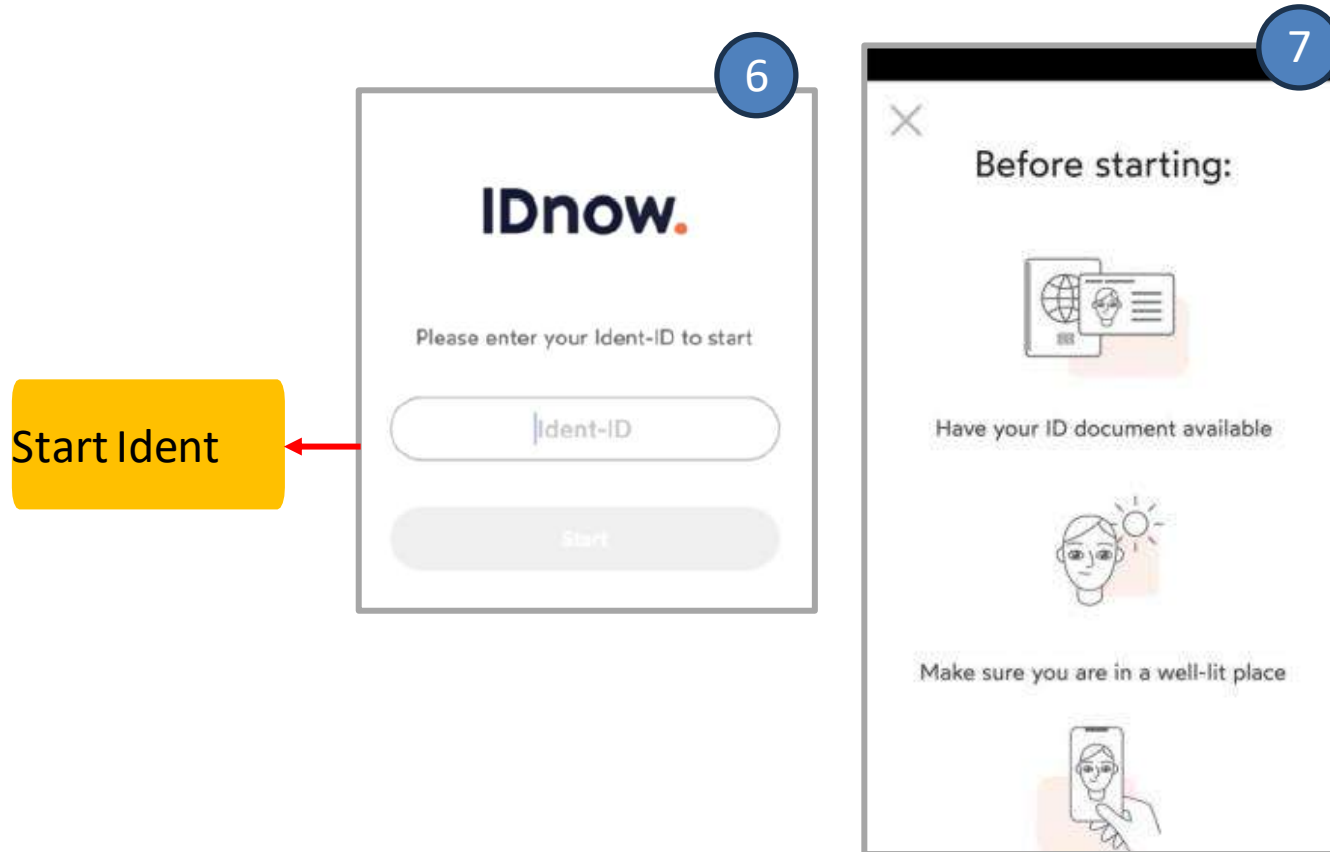 6
IDnow.
Please enter your Ident-ID to start
Ident-ID
Start
Start Ident
7
Before starting:
Have your ID document available
Make sure you are in a well-lit place